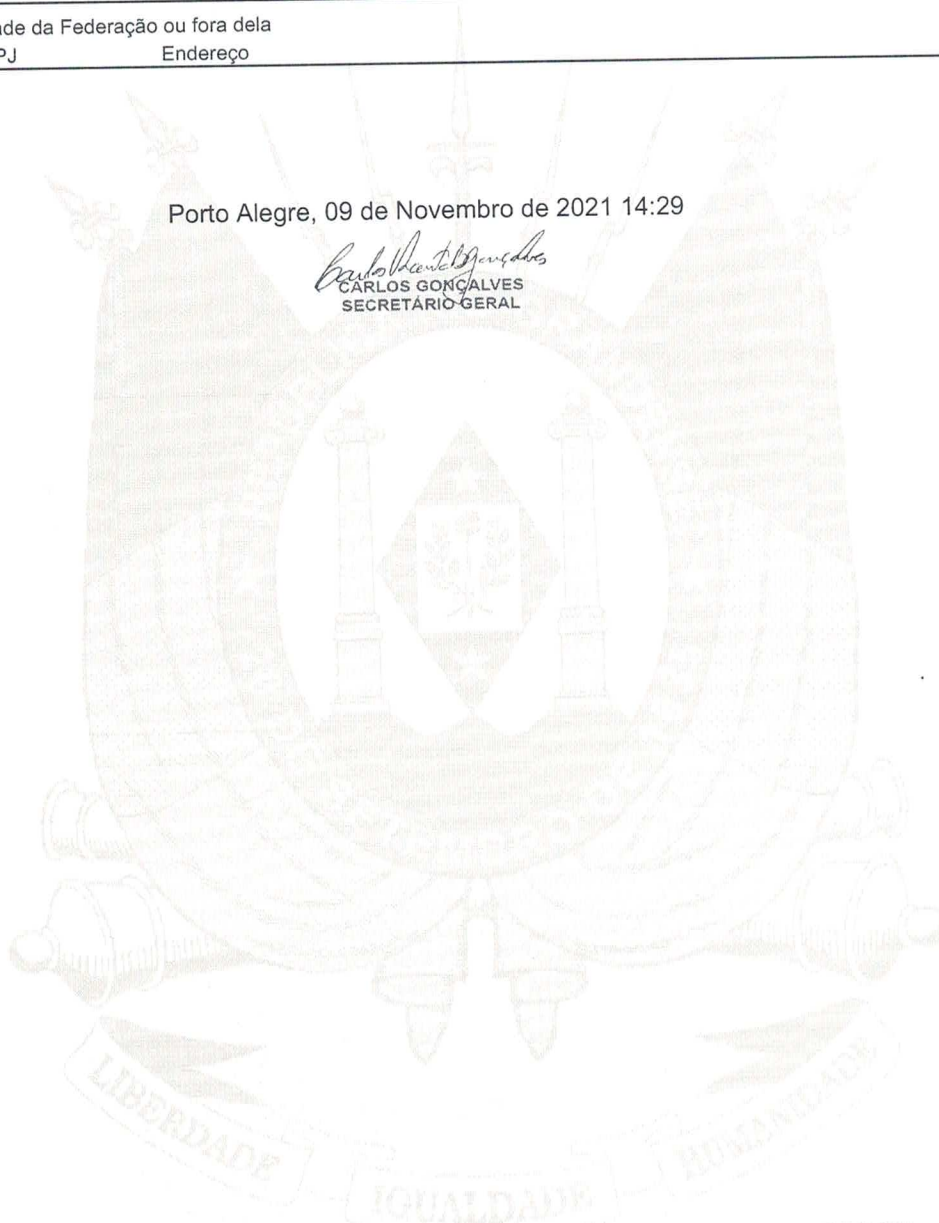 de da Federação ou fora dela
PJ Endereço
Porto Alegre, 09 de Novembro de 2021 14:29
CARLOS GONÇALVES
SECRETÁRIO GERAL
LIBERDADE
IGUALDADE
HUMANIDADE